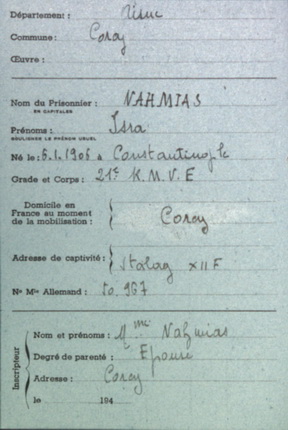 Département: Aisne
Commune: Corcy
Œuvre:
Nom du Prisonnier: NAHMIAS
EN CAPITALES
Prénoms: Isra
SOULIGNER LE PRÉNOM USUEL
Né le: 5.1.1906 à Constantinople
Grade et Corps: 21e R.M.V.E
Domicile en France au moment de la mobilisation: Corcy
Adresse de captivité: Stalag XII F
No Mle Allemand: 967
Inscripteur
Nom et prénoms: Mme Nahmias
Degré de parenté: Epouse
Adresse: Corcy
le 194